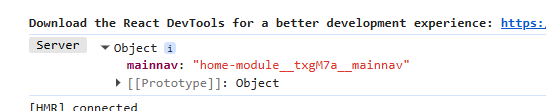 Download the React DevTools for a better development experience: https:/
Server Object i
mainnav: "home-module__txgM7a__mainnav"
[[Prototype]]: Object
[HMR] connected